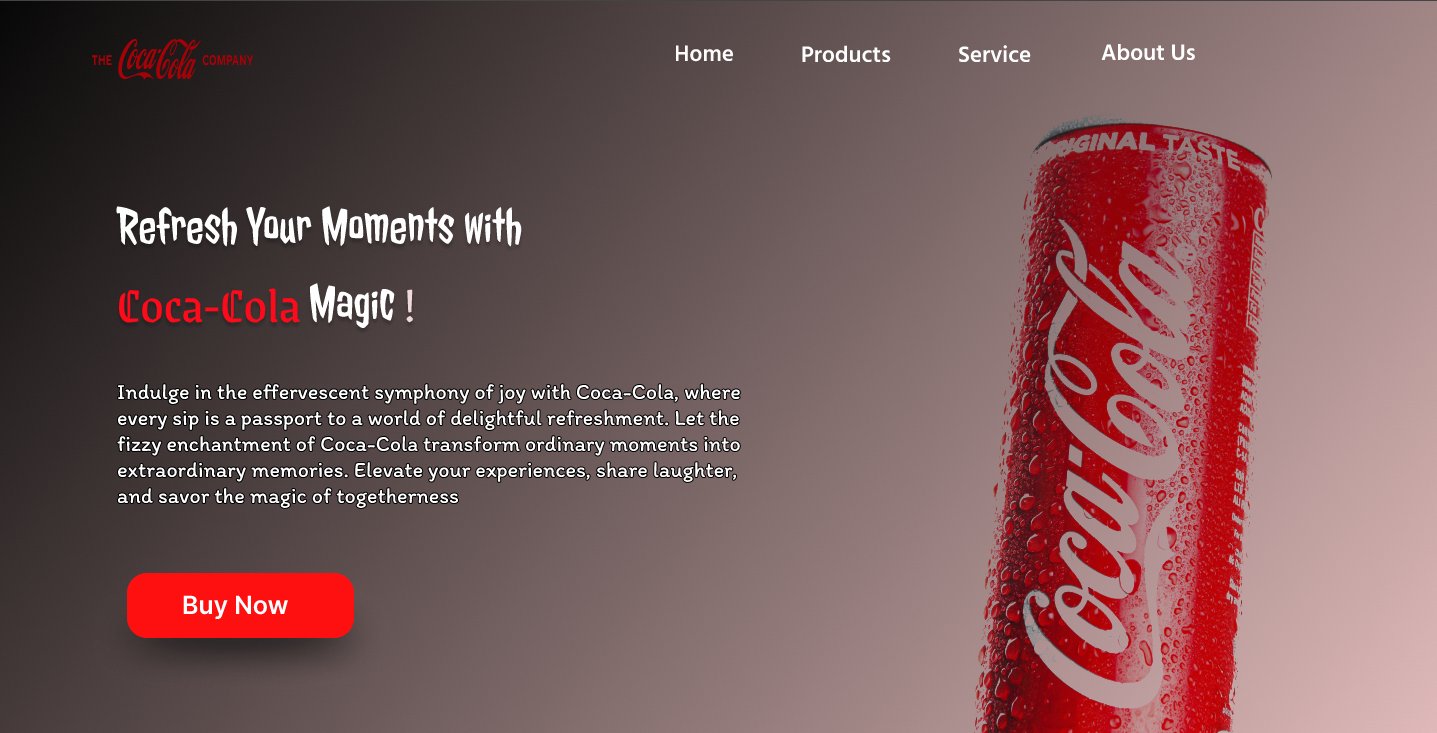 THE Coca-Cola COMPANY
Home Products Service About Us
Refresh Your Moments with
Coca-Cola Magic !
Indulge in the effervescent symphony of joy with Coca-Cola, where
every sip is a passport to a world of delightful refreshment. Let the
fizzy enchantment of Coca-Cola transform ordinary moments into
extraordinary memories. Elevate your experiences, share laughter,
and savor the magic of togetherness
Buy Now
ORIGINAL TASTE
Coca-Cola